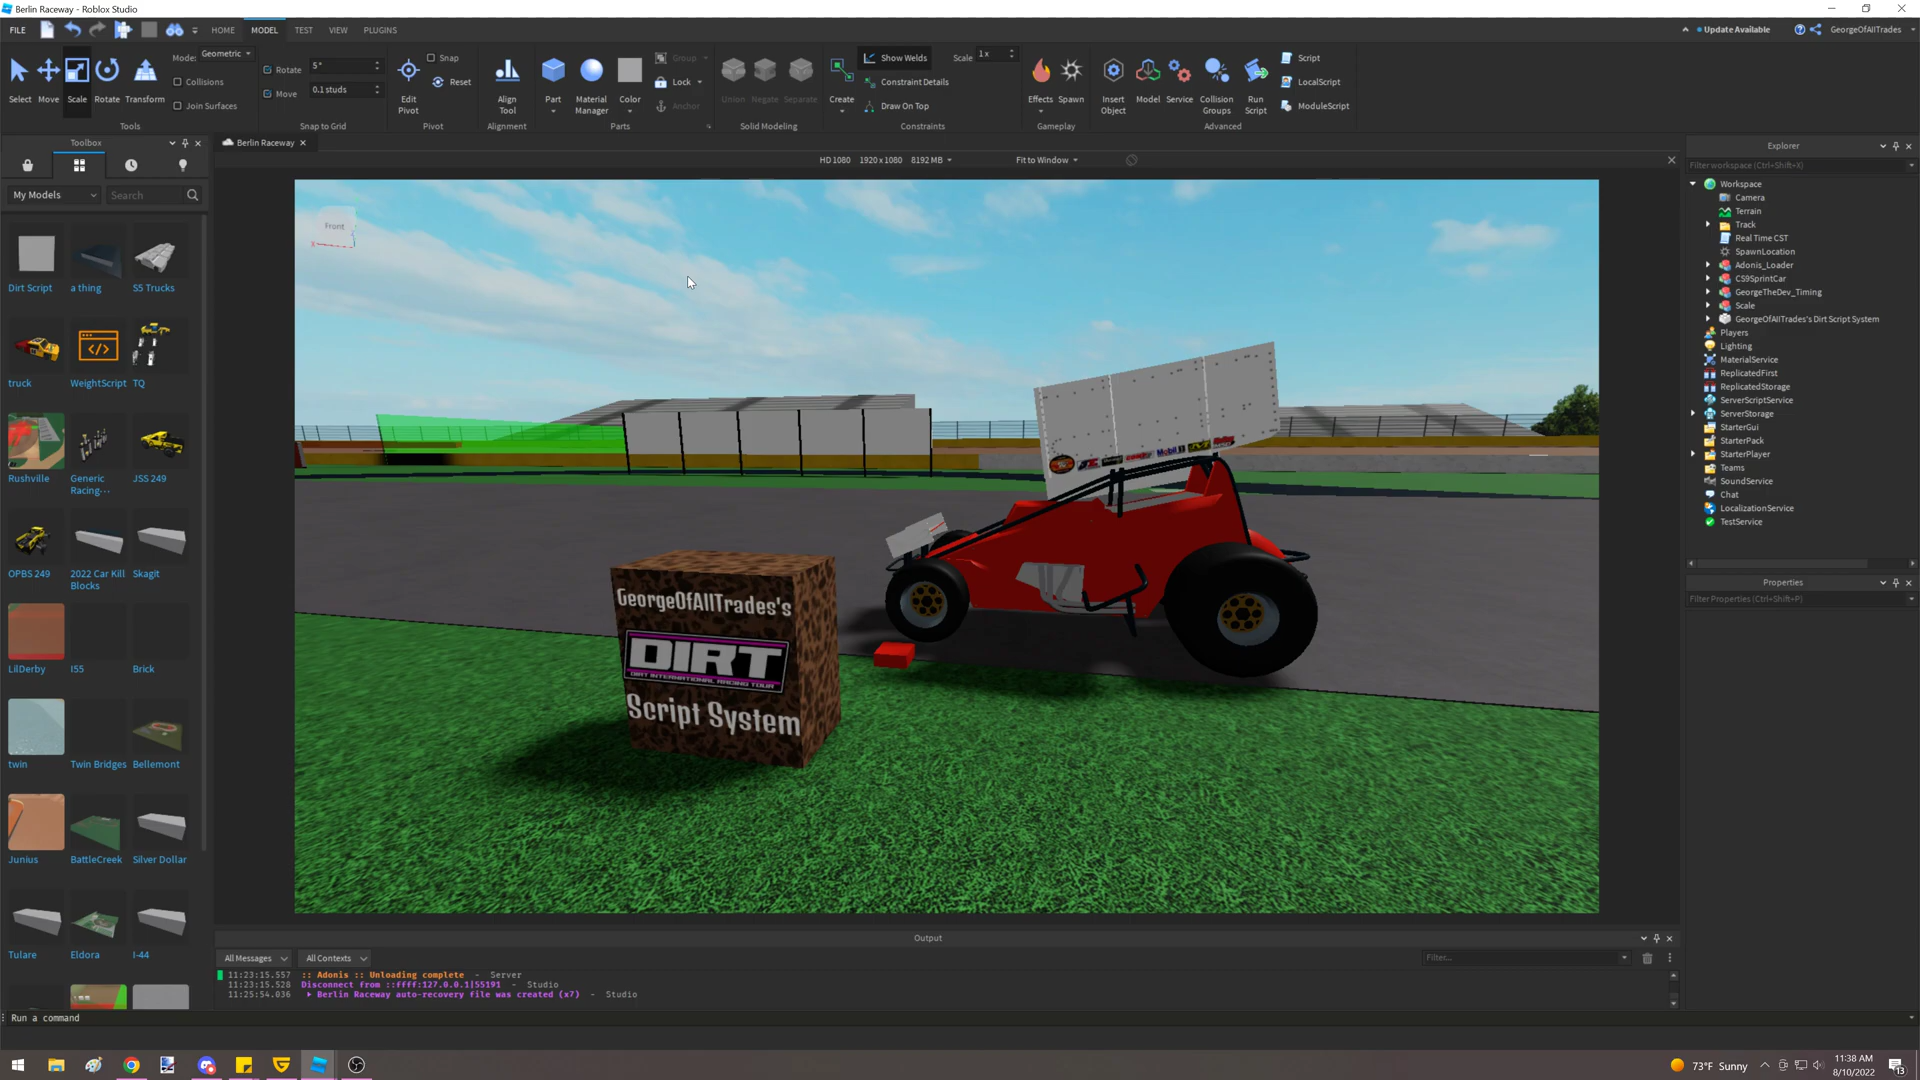 Berlin Raceway - Roblox Studio
FILE
HOME
MODEL
TEST
VIEW
PLUGINS
Update Available
GeorgeOfAllTrades
Select
Move
Scale
Rotate
Transform
Mode:
Geometric
Collisions
Join Surfaces
Tools
Rotate
5°
Move
0.1 studs
Snap to Grid
Edit
Pivot
Snap
Reset
Pivot
Align
Tool
Alignment
Part
Material
Manager
Color
Group
Lock
Anchor
Parts
Union
Negate
Separate
Solid Modeling
Create
Show Welds
Constraint Details
Draw On Top
Scale
1x
Constraints
Effects
Spawn
Gameplay
Insert
Object
Model
Service
Collision
Groups
Run
Script
Script
LocalScript
ModuleScript
Advanced
Toolbox
My Models
Search
Dirt Script
a thing
S5 Trucks
truck
WeightScript
TQ
Rushville
Generic
Racing...
JSS 249
OPBS 249
2022 Car Kill
Blocks
Skagit
LilDerby
I55
Brick
twin
Twin Bridges
Bellemont
Junius
BattleCreek
Silver Dollar
Tulare
Eldora
I-44
Berlin Raceway
HD 1080
1920 x 1080
8192 MB
Fit to Window
Front
X
Mobil 1
GeorgeOfAllTrades's
DIRT
DIRT INTERNATIONAL RACING TOUR
Script System
Explorer
Filter workspace (Ctrl+Shift+X)
Workspace
Camera
Terrain
Track
Real Time CST
SpawnLocation
Adonis_Loader
CS9SprintCar
GeorgeTheDev_Timing
Scale
GeorgeOfAllTrades's Dirt Script System
Players
Lighting
MaterialService
ReplicatedFirst
ReplicatedStorage
ServerScriptService
ServerStorage
StarterGui
StarterPack
StarterPlayer
Teams
SoundService
Chat
LocalizationService
TestService
Properties
Filter Properties (Ctrl+Shift+P)
Output
All Messages
All Contexts
Filter...
11:23:15.557 :: Adonis :: Unloading complete - Server
11:23:15.528 Disconnect from ::ffff:127.0.0.1|55191 - Studio
11:25:54.036 Berlin Raceway auto-recovery file was created (x7) - Studio
Run a command
73°F Sunny
11:38 AM
8/10/2022
13